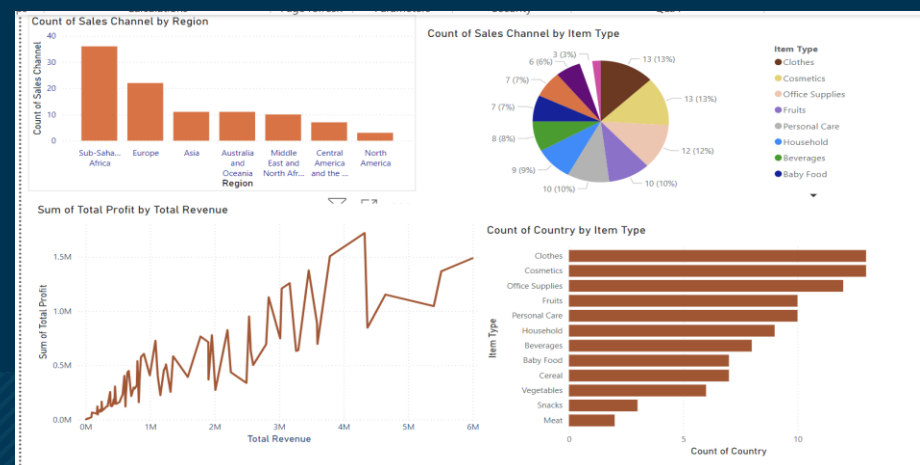 Count of Sales Channel by Region
Count of Sales Channel
40
30
20
10
0
Sub-Saha...
Africa
Europe
Asia
Australia
and
Oceania
Middle
East and
North Afr...
Central
America
and the ...
North
America
Region
Count of Sales Channel by Item Type
3 (3%)
6 (6%)
7 (7%)
7 (7%)
8 (8%)
9 (9%)
10 (10%)
10 (10%)
12 (12%)
13 (13%)
13 (13%)
Item Type
Clothes
Cosmetics
Office Supplies
Fruits
Personal Care
Household
Beverages
Baby Food
Sum of Total Profit by Total Revenue
Sum of Total Profit
1.5M
1.0M
0.5M
0.0M
0M
1M
2M
3M
4M
5M
6M
Total Revenue
Count of Country by Item Type
Item Type
Clothes
Cosmetics
Office Supplies
Fruits
Personal Care
Household
Beverages
Baby Food
Cereal
Vegetables
Snacks
Meat
0
5
10
Count of Country